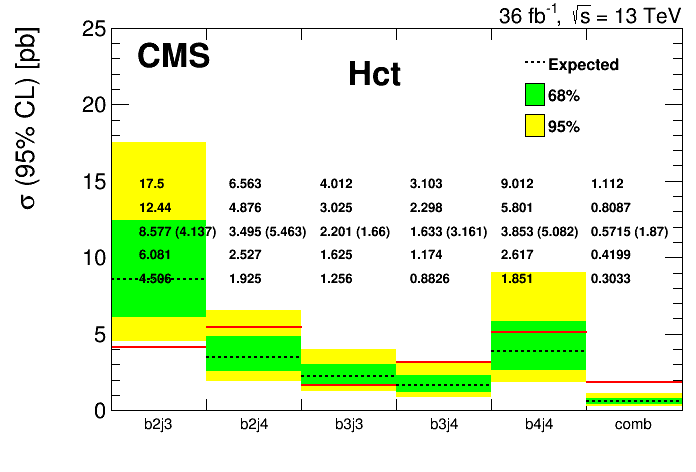 36 fb-1, √s = 13 TeV
σ (95% CL) [pb]
CMS
Hct
Expected
68%
95%
25
20
15
10
5
0
17.5 6.563 4.012 3.103 9.012 1.112
12.44 4.876 3.025 2.298 5.801 0.8087
8.577 (4.137) 3.495 (5.463) 2.201 (1.66) 1.633 (3.161) 3.853 (5.082) 0.5715 (1.87)
6.081 2.527 1.625 1.174 2.617 0.4199
4.506 1.925 1.256 0.8826 1.851 0.3033
b2j3 b2j4 b3j3 b3j4 b4j4 comb